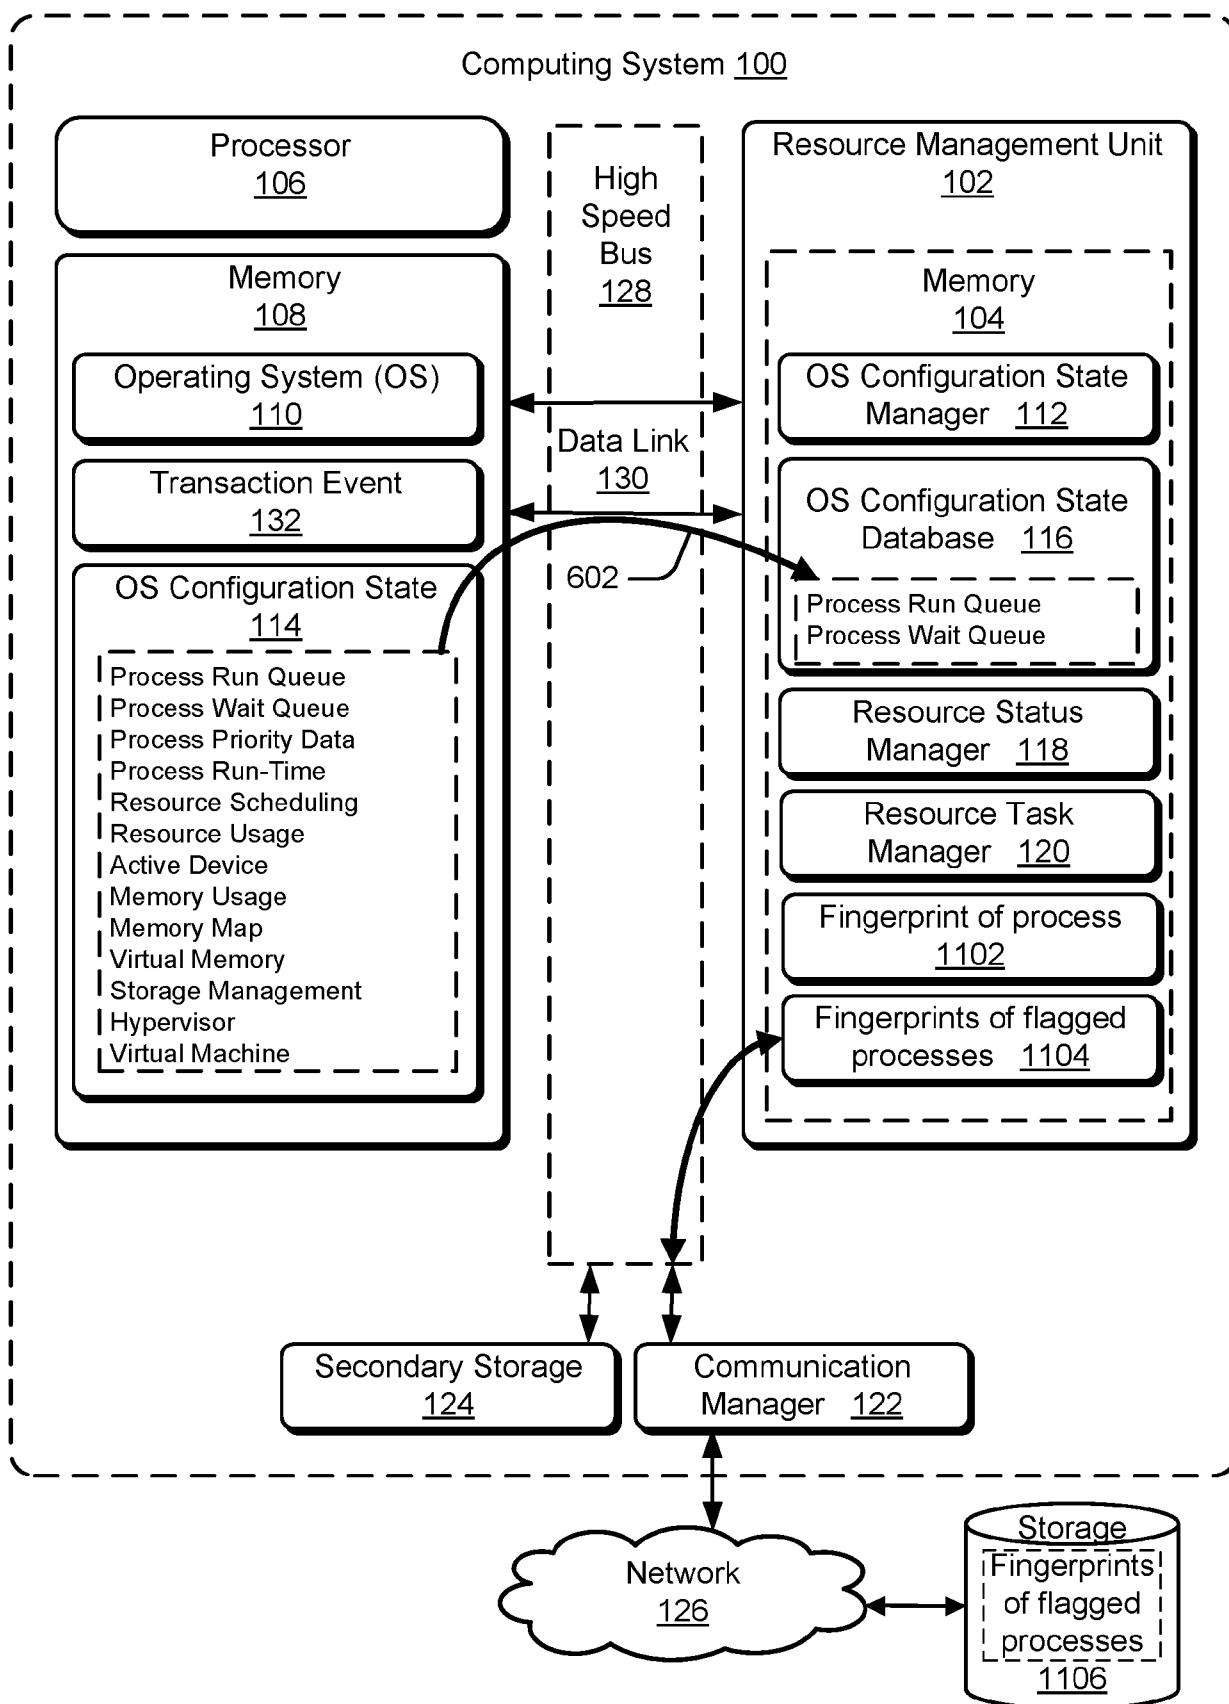 Computing System 100
Processor
106
Memory
108
Operating System (OS)
110
Transaction Event
132
OS Configuration State
114
Process Run Queue
Process Wait Queue
Process Priority Data
Process Run-Time
Resource Scheduling
Resource Usage
Active Device
Memory Usage
Memory Map
Virtual Memory
Storage Management
Hypervisor
Virtual Machine
High
Speed
Bus
128
Data Link
130
602
Resource Management Unit
102
Memory
104
OS Configuration State
Manager 112
OS Configuration State
Database 116
Process Run Queue
Process Wait Queue
Resource Status
Manager 118
Resource Task
Manager 120
Fingerprint of process
1102
Fingerprints of flagged
processes 1104
Secondary Storage
124
Communication
Manager 122
Network
126
Storage
Fingerprints
of flagged
processes
1106